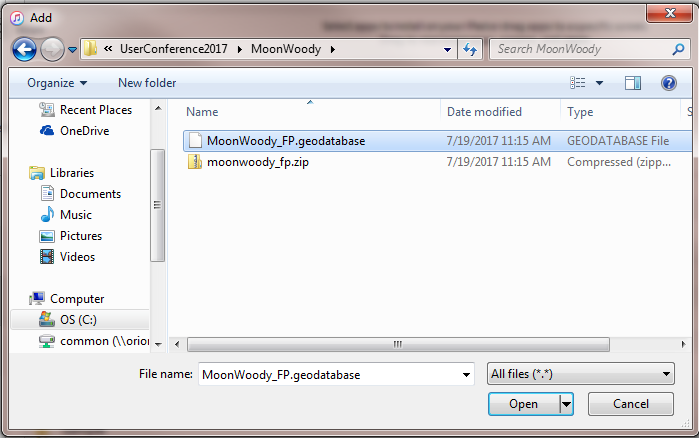 Add
« UserConference2017 MoonWoody
Search MoonWoody
Organize New folder
Name Date modified Type S
Recent Places
OneDrive
Libraries
Documents
Music
Pictures
Videos
Computer
OS (C:)
common (\\orior
MoonWoody_FP.geodatabase 7/19/2017 11:15 AM GEODATABASE File
moonwoody_fp.zip 7/19/2017 11:15 AM Compressed (zipp...
File name: MoonWoody_FP.geodatabase All files (*.*)
Open Cancel